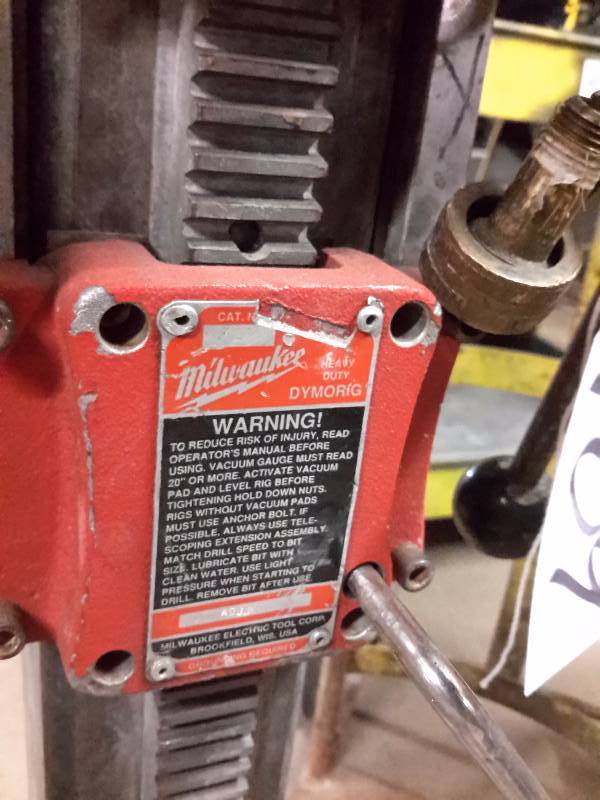 CAT. N
Milwaukee
HEAVY
DUTY
DYMORIG
WARNING!
TO REDUCE RISK OF INJURY, READ
OPERATOR'S MANUAL BEFORE
USING. VACUUM GAUGE MUST READ
20" OR MORE. ACTIVATE VACUUM
PAD AND LEVEL RIG BEFORE
TIGHTENING HOLD DOWN NUTS.
RIGS WITHOUT VACUUM PADS
MUST USE ANCHOR BOLT. IF
POSSIBLE, ALWAYS USE TELE-
SCOPING EXTENSION ASSEMBLY.
MATCH DRILL SPEED TO BIT
SIZE. LUBRICATE BIT WITH
CLEAN WATER. USE LIGHT
PRESSURE WHEN STARTING TO
DRILL. REMOVE BIT AFTER USE.
MILWAUKEE ELECTRIC TOOL CORP.
BROOKFIELD, WIS. USA
GROUNDING REQUIRED